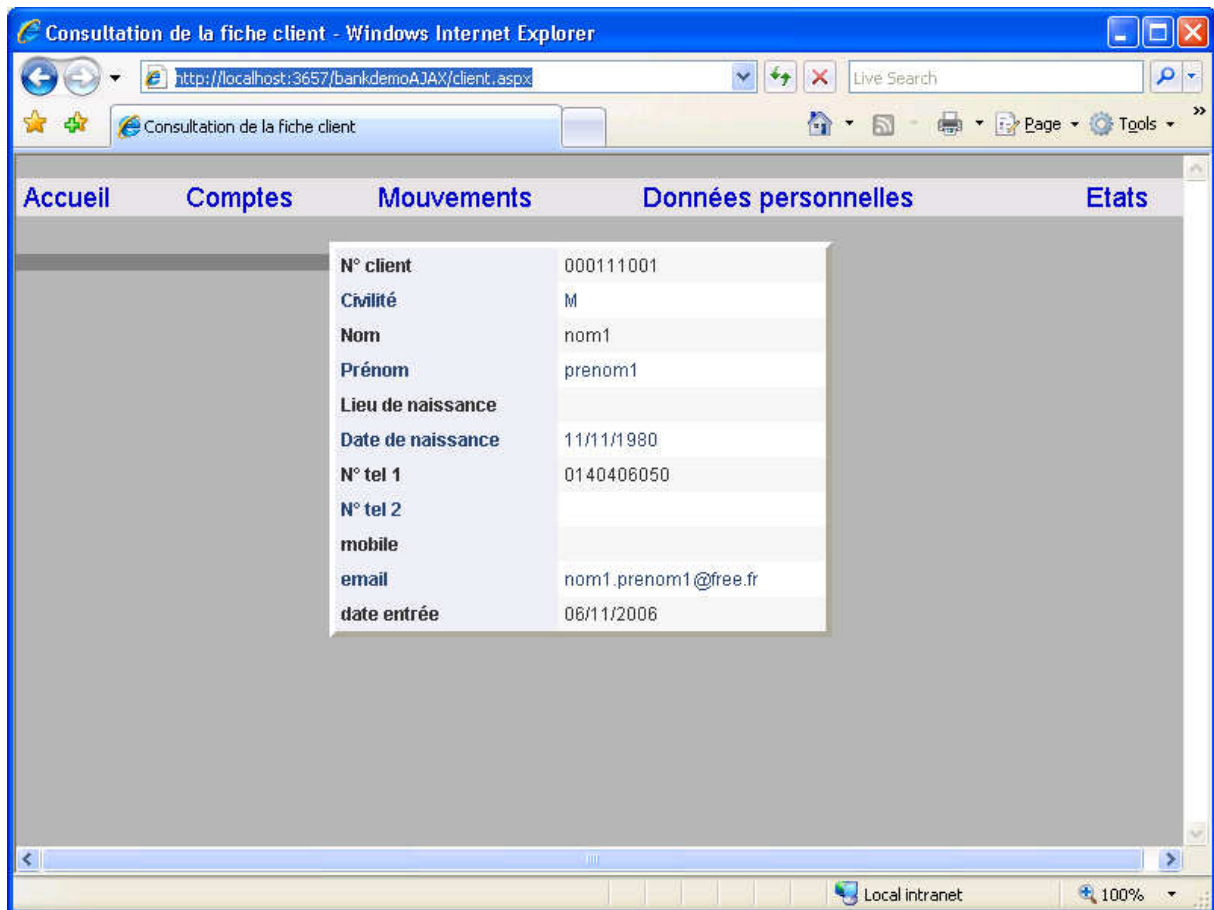 Consultation de la fiche client - Windows Internet Explorer
http://localhost:3657/bankdemoAJAX/client.aspx Live Search
Consultation de la fiche client Page Tools
Accueil Comptes Mouvements Données personnelles Etats
N° client 000111001
Civilité M
Nom nom1
Prénom prenom1
Lieu de naissance
Date de naissance 11/11/1980
N° tel 1 0140406050
N° tel 2
mobile
email nom1.prenom1@free.fr
date entrée 06/11/2006
Local intranet 100%